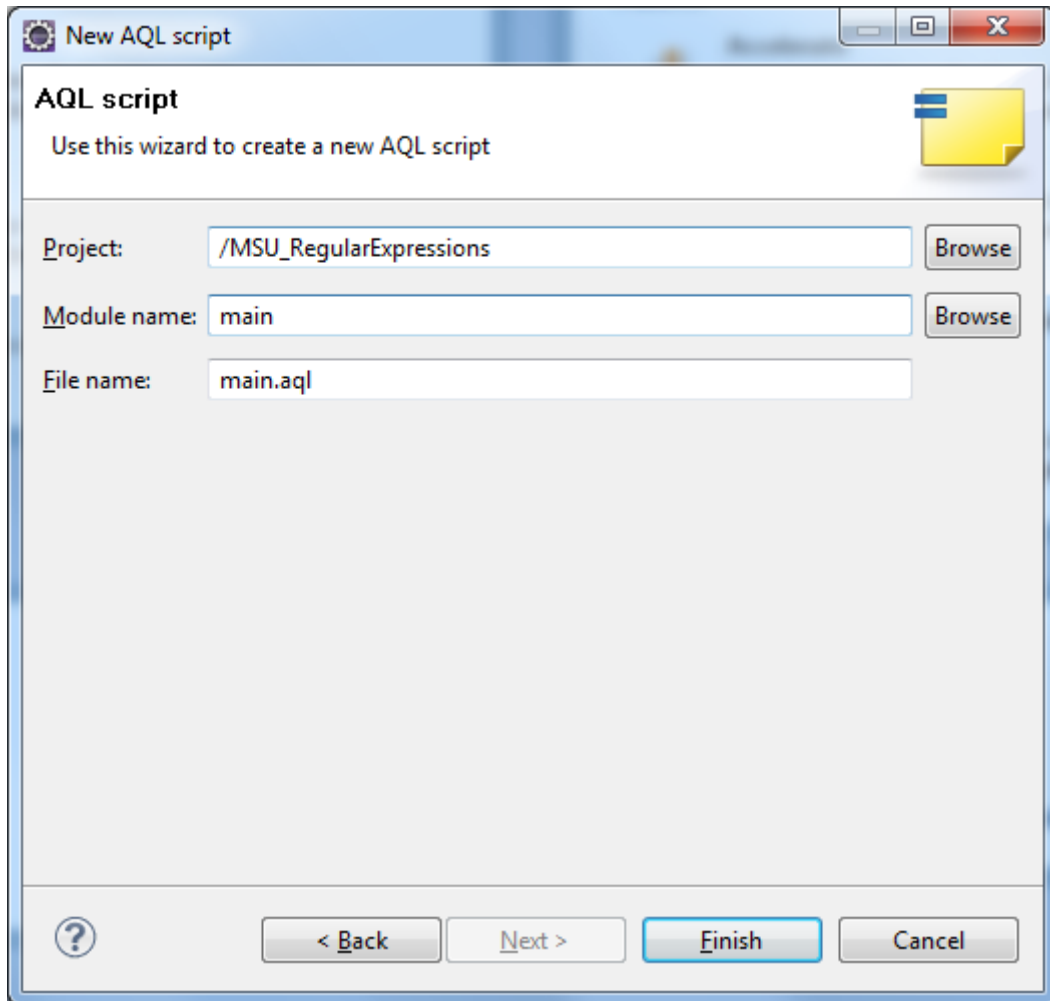 New AQL script
AQL script
Use this wizard to create a new AQL script
Project: /MSU_RegularExpressions Browse
Module name: main Browse
File name: main.aql
< Back Next > Finish Cancel